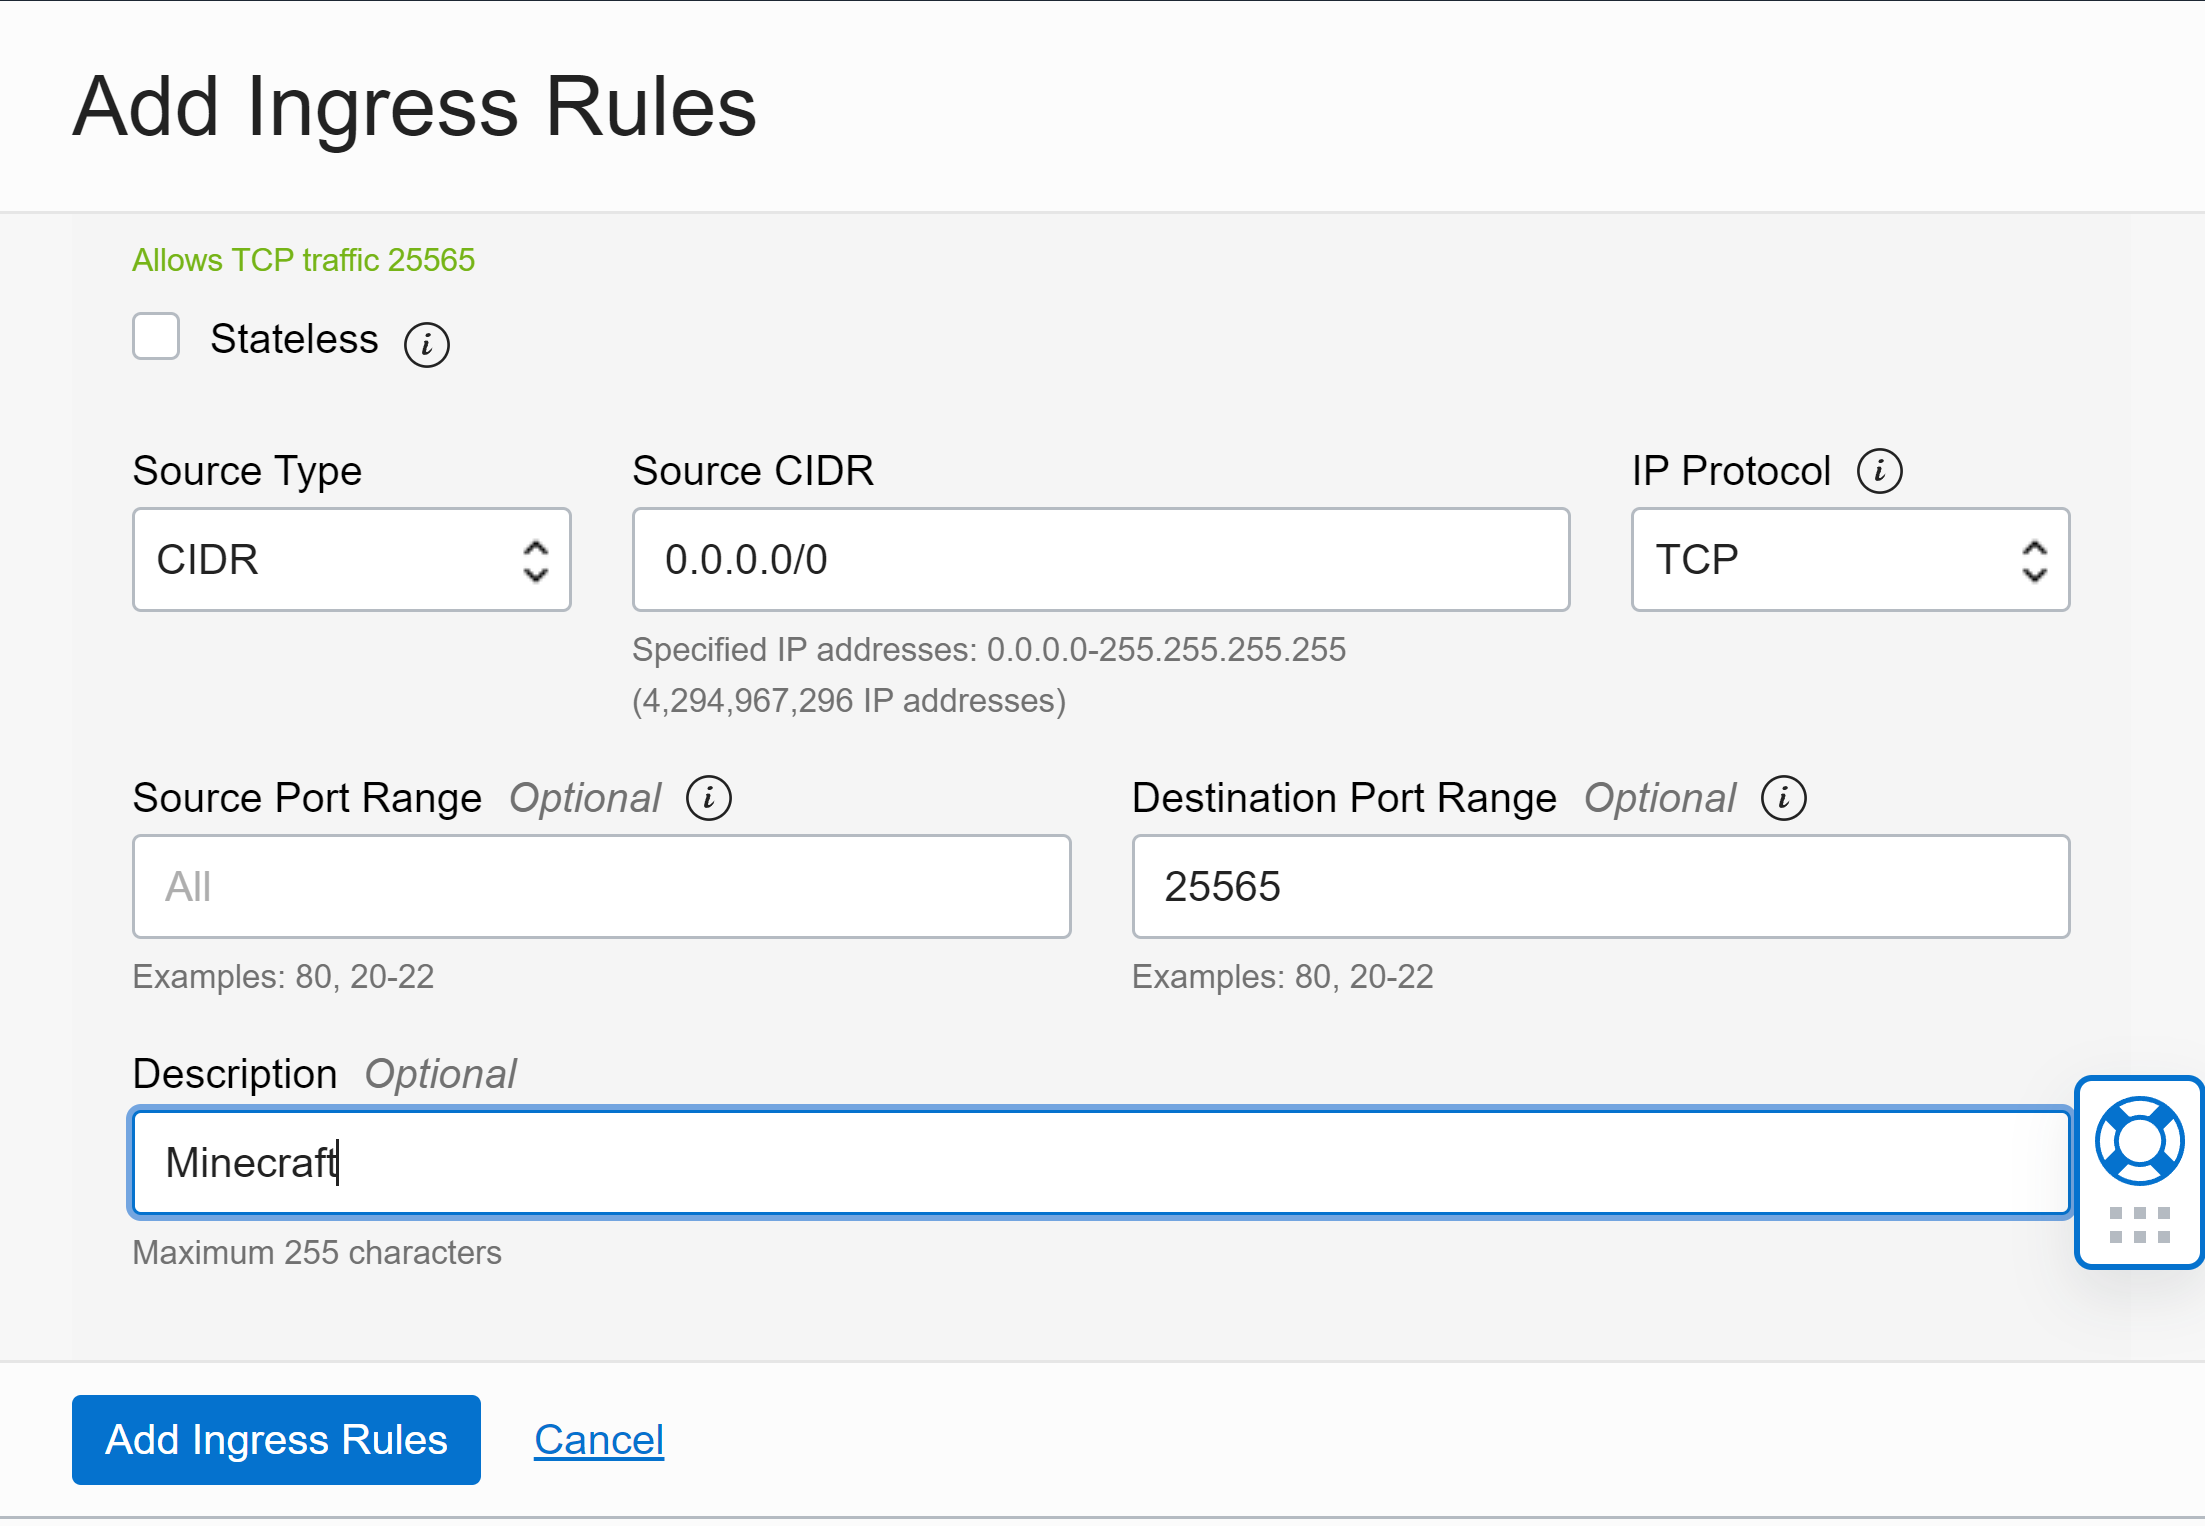 Add Ingress Rules
Allows TCP traffic 25565
Stateless
Source Type
Source CIDR
IP Protocol
CIDR
0.0.0.0/0
TCP
Specified IP addresses: 0.0.0.0-255.255.255.255
(4,294,967,296 IP addresses)
Source Port Range Optional
Destination Port Range Optional
All
25565
Examples: 80, 20-22
Examples: 80, 20-22
Description Optional
Minecraft
Maximum 255 characters
Add Ingress Rules
Cancel